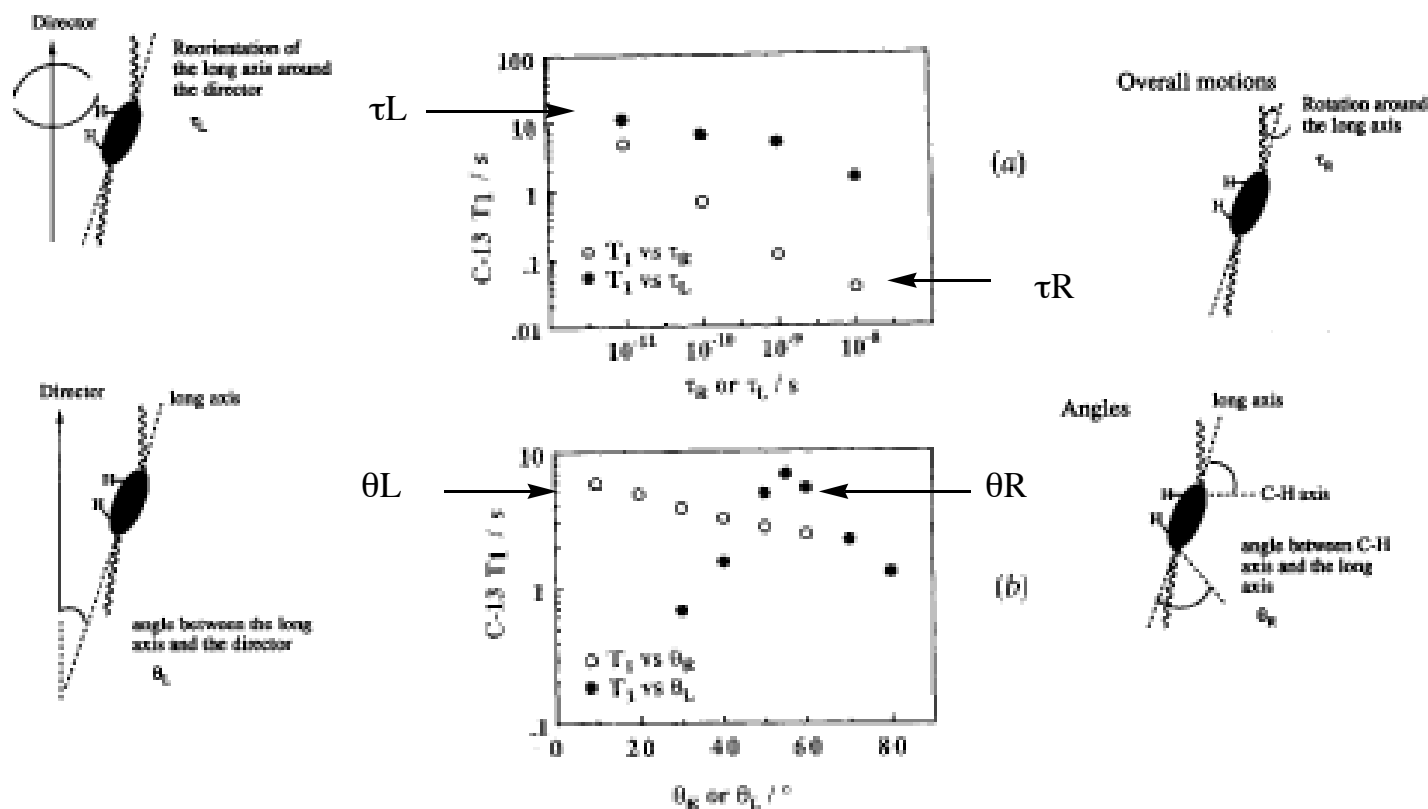 Director
Reorientation of
the long axis around
the director
τL
H
H
τL
100
10
1
.1
.01
C-13 T1 / s
○ T1 vs τR
● T1 vs τL
10-11
10-10
10-9
10-8
τR or τL / s
(a)
τR
Overall motions
Rotation around
the long axis
τR
H
H
Director
long axis
H
H
angle between the long
axis and the director
θL
θL
10
1
.1
C-13 T1 / s
○ T1 vs θR
● T1 vs θL
0
20
40
60
80
θR or θL / °
θR
(b)
Angles
long axis
H
C-H axis
H
angle between C-H
axis and the long
axis
θR